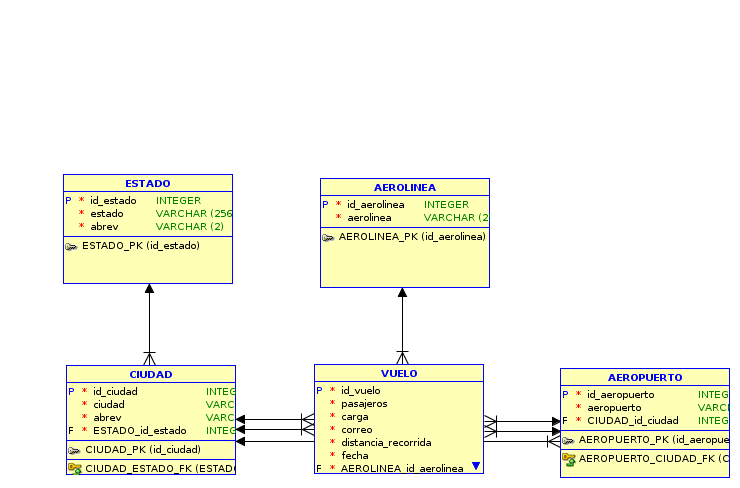 ESTADO
P * id_estado INTEGER
* estado VARCHAR (256
* abrev VARCHAR (2)
ESTADO_PK (id_estado)
AEROLINEA
P * id_aerolinea INTEGER
* aerolinea VARCHAR (2
AEROLINEA_PK (id_aerolinea)
CIUDAD
P * id_ciudad INTEG
* ciudad VARC
* abrev VARC
F * ESTADO_id_estado INTEG
CIUDAD_PK (id_ciudad)
CIUDAD_ESTADO_FK (ESTADO
VUELO
P * id_vuelo
* pasajeros
* carga
* correo
* distancia_recorrida
* fecha
F * AEROLINEA_id_aerolinea
AEROPUERTO
P * id_aeropuerto INTEG
* aeropuerto VARCH
F * CIUDAD_id_ciudad INTEG
AEROPUERTO_PK (id_aeropue
AEROPUERTO_CIUDAD_FK (C